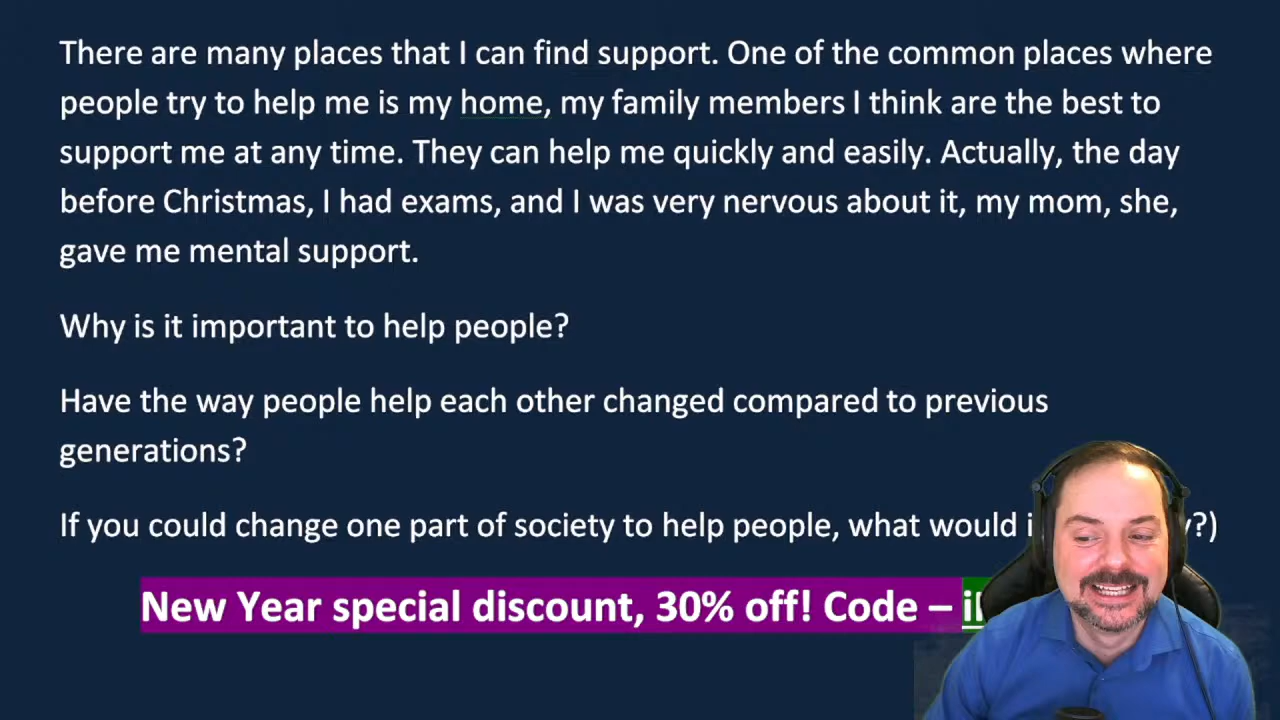 There are many places that I can find support. One of the common places where
people try to help me is my home, my family members I think are the best to
support me at any time. They can help me quickly and easily. Actually, the day
before Christmas, I had exams, and I was very nervous about it, my mom, she,
gave me mental support.
Why is it important to help people?
Have the way people help each other changed compared to previous
generations?
If you could change one part of society to help people, what would y?)
New Year special discount, 30% off! Code –